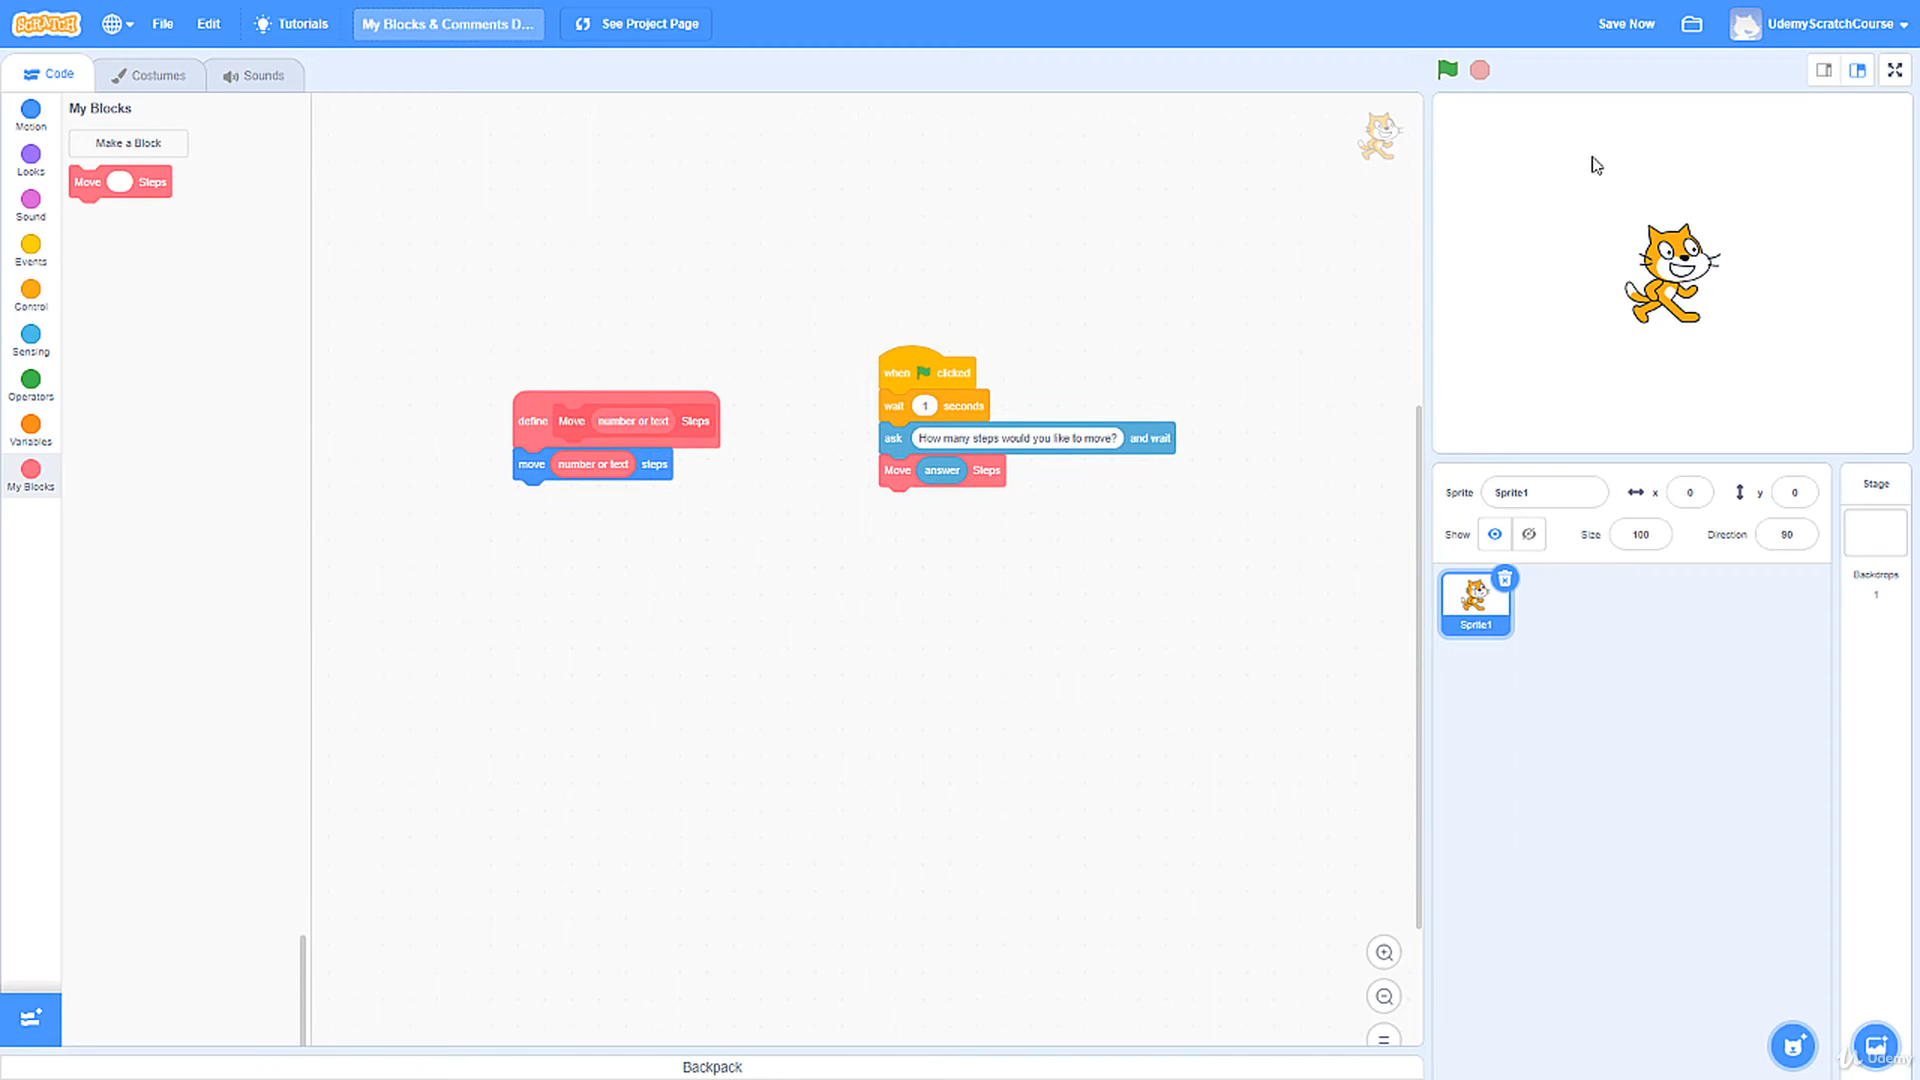 SCRATCH
File
Edit
Tutorials
My Blocks & Comments D...
See Project Page
Save Now
UdemyScratchCourse
Code
Costumes
Sounds
Motion
Looks
Sound
Events
Control
Sensing
Operators
Variables
My Blocks
My Blocks
Make a Block
Move Steps
define Move number or text Steps
move number or text steps
when clicked
wait 1 seconds
ask How many steps would you like to move? and wait
Move answer Steps
Sprite Sprite1 x 0 y 0
Show Size 100 Direction 90
Sprite1
Stage
Backdrops
1
Backpack
Udemy